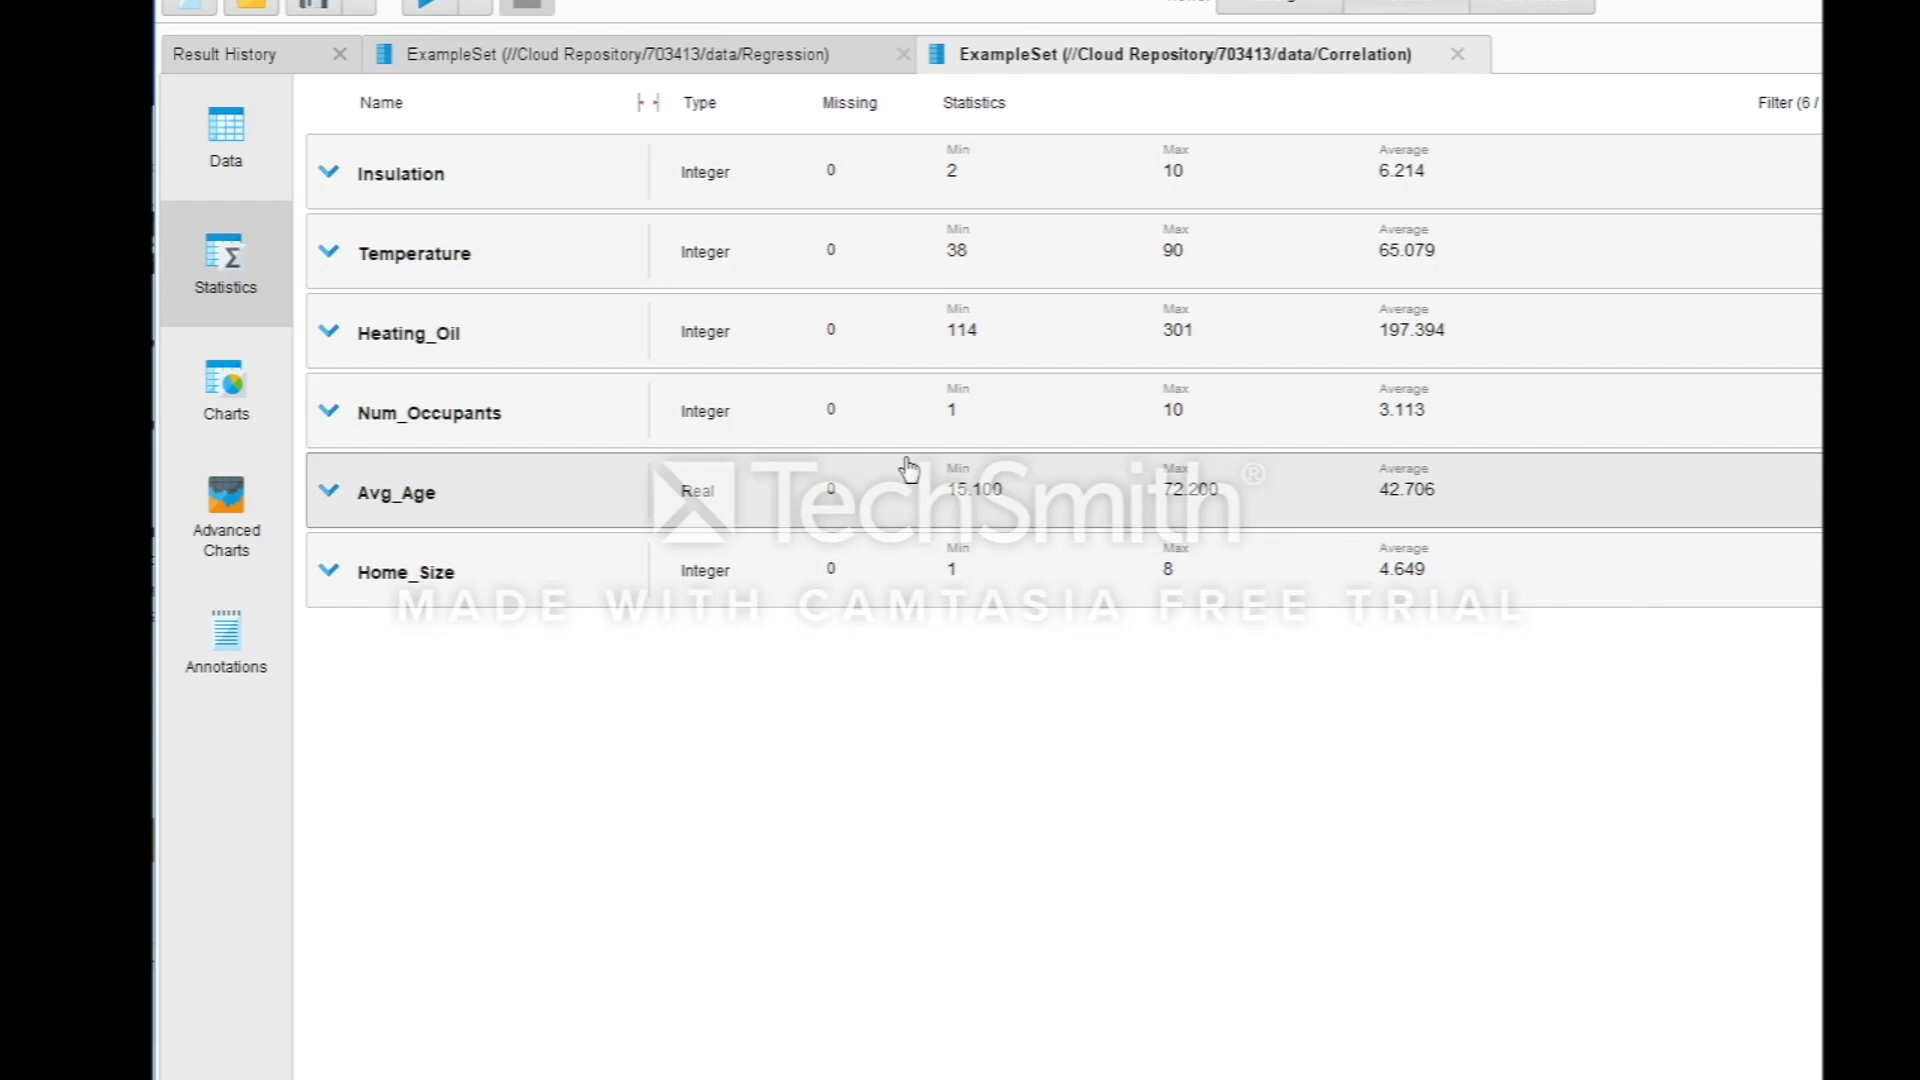 Result History
ExampleSet (//Cloud Repository/703413/data/Regression)
ExampleSet (//Cloud Repository/703413/data/Correlation)
Name Type Missing Statistics Filter (6 /
Data
Statistics
Charts
Advanced
Charts
Annotations
Min Max Average
Insulation Integer 0 2 10 6.214
Min Max Average
Temperature Integer 0 38 90 65.079
Min Max Average
Heating_Oil Integer 0 114 301 197.394
Min Max Average
Num_Occupants Integer 0 1 10 3.113
Min Max Average
Avg_Age Real 0 15.100 72.200 42.706
Min Max Average
Home_Size Integer 0 1 8 4.649
TechSmith®
MADE WITH CAMTASIA FREE TRIAL